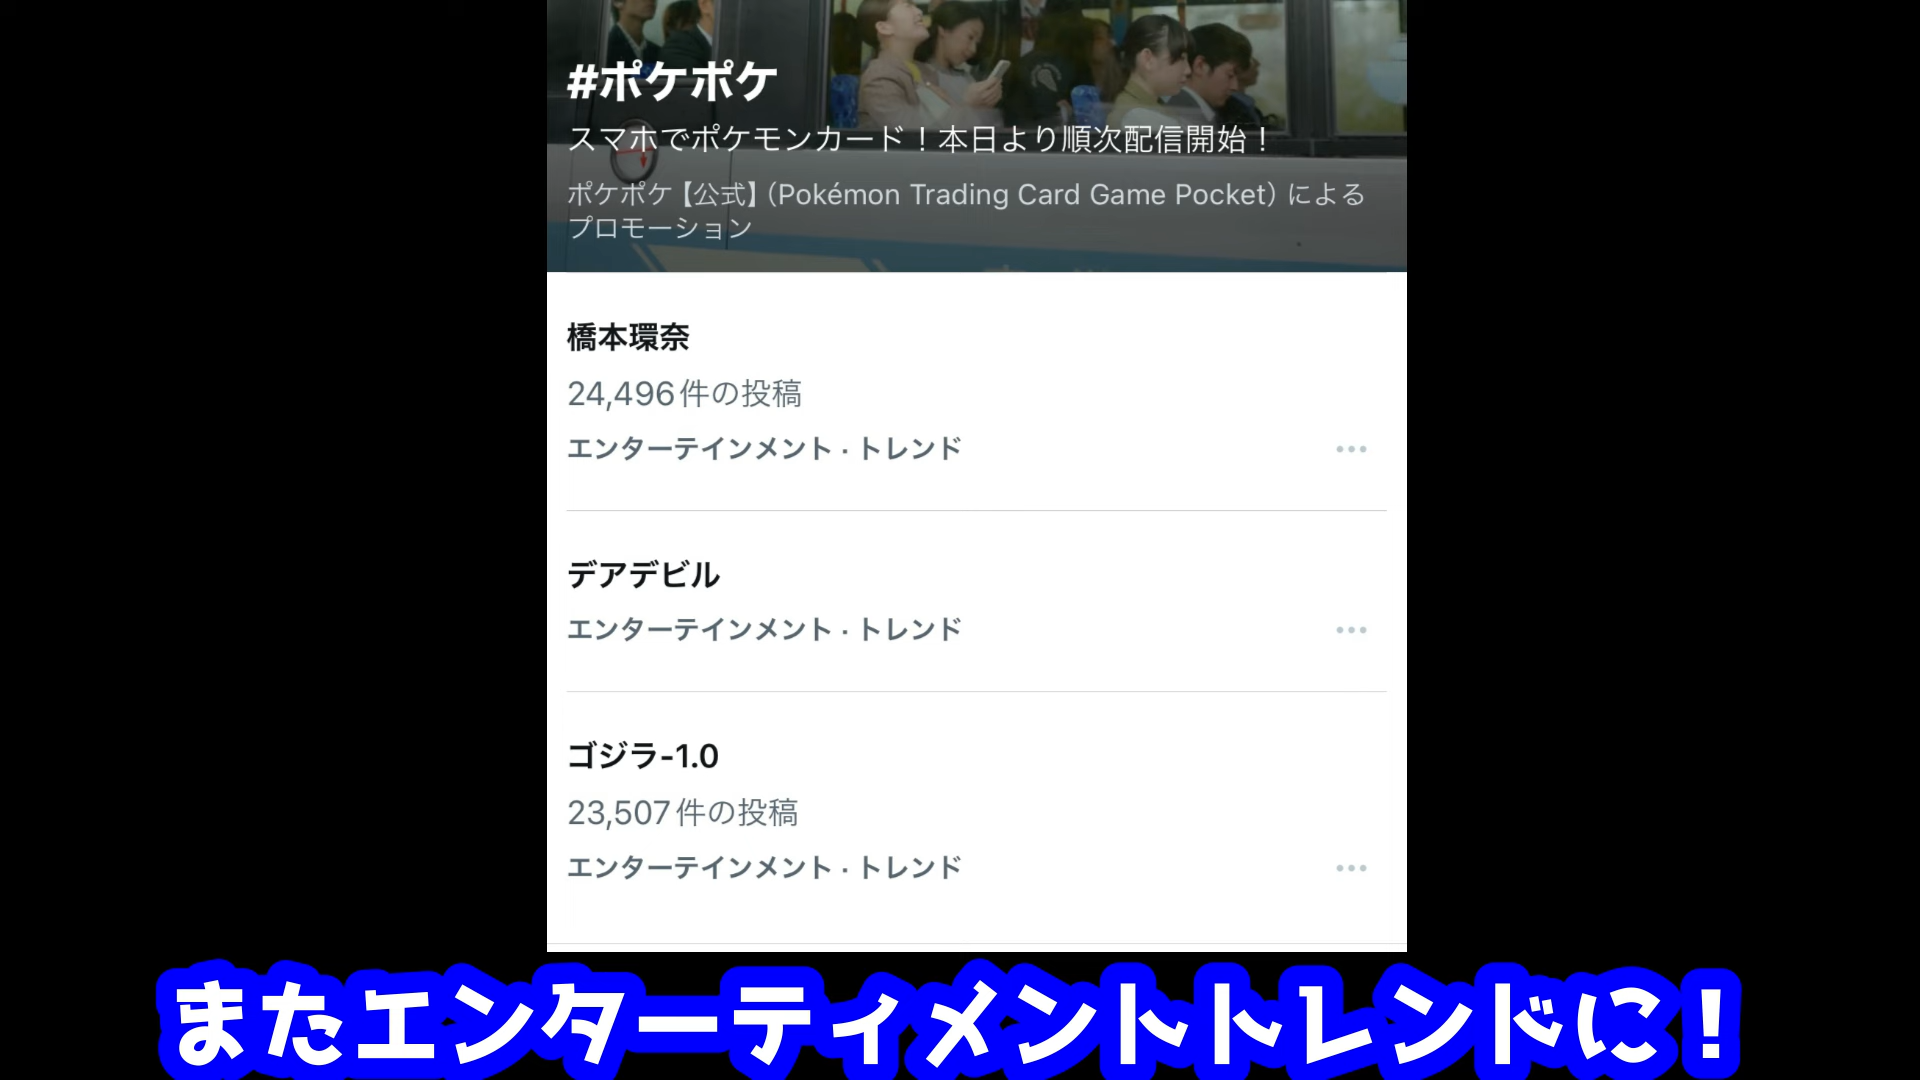 #ポケポケ
スマホでポケモンカード！本日より順次配信開始！
ポケポケ【公式】（Pokémon Trading Card Game Pocket）による
プロモーション
橋本環奈
24,496件の投稿
エンターテインメント · トレンド
デアデビル
エンターテインメント · トレンド
ゴジラ-1.0
23,507件の投稿
エンターテインメント · トレンド
またエンターティメントトレンドに！